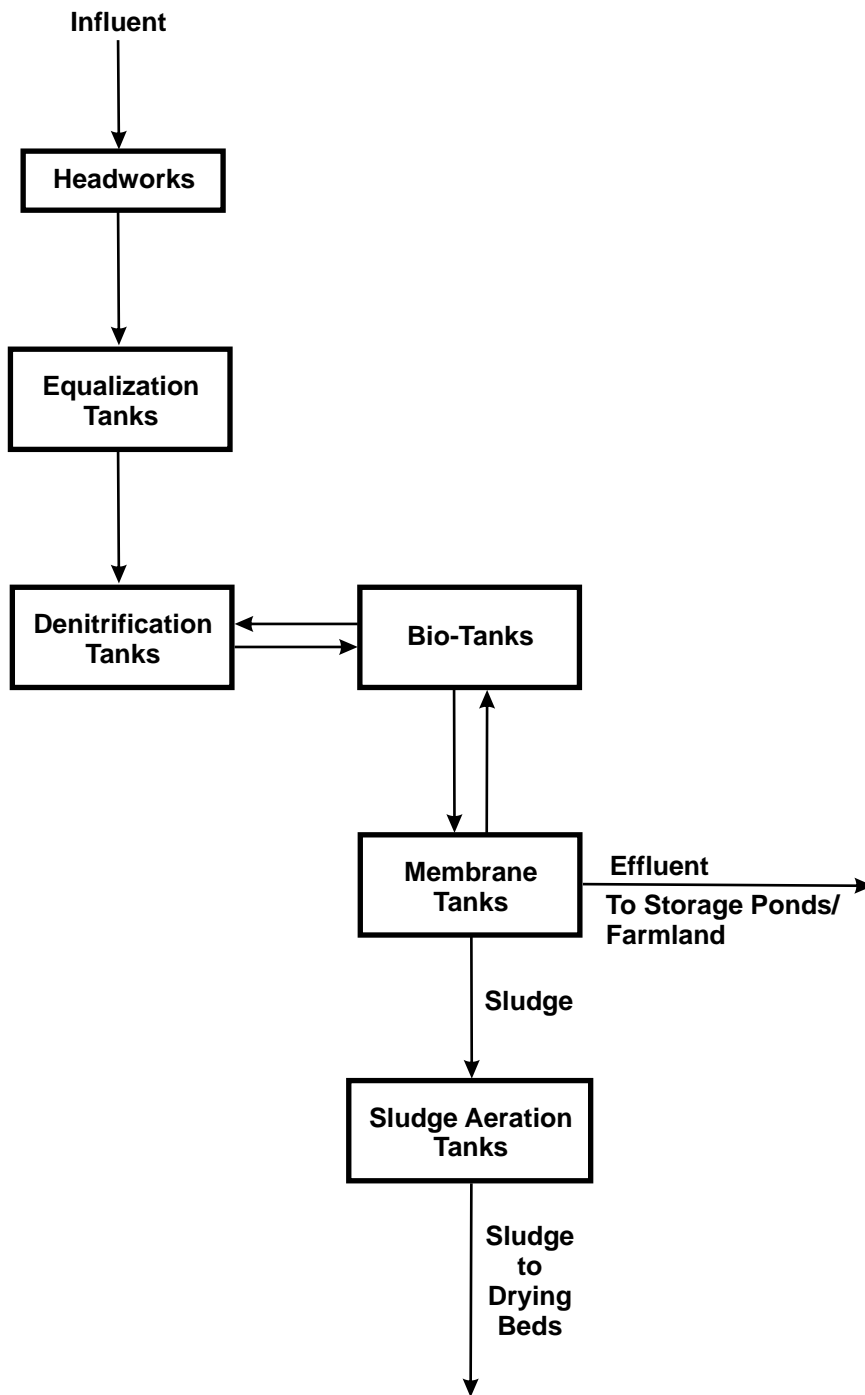 Influent
Headworks
Equalization
Tanks
Denitrification
Tanks
Bio-Tanks
Membrane
Tanks
Effluent
To Storage Ponds/
Farmland
Sludge
Sludge Aeration
Tanks
Sludge
to
Drying
Beds